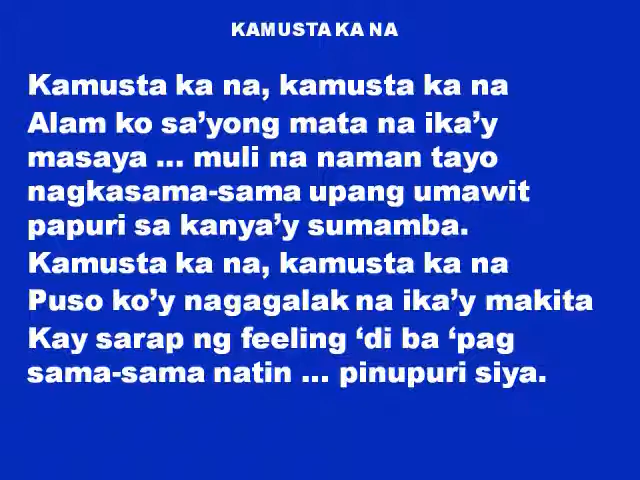 KAMUSTA KA NA
Kamusta ka na, kamusta ka na
Alam ko sa’yong mata na ika’y
masaya ... muli na naman tayo
nagkasama-sama upang umawit
papuri sa kanya’y sumamba.
Kamusta ka na, kamusta ka na
Puso ko’y nagagalak na ika’y makita
Kay sarap ng feeling ‘di ba ‘pag
sama-sama natin ... pinupuri siya.